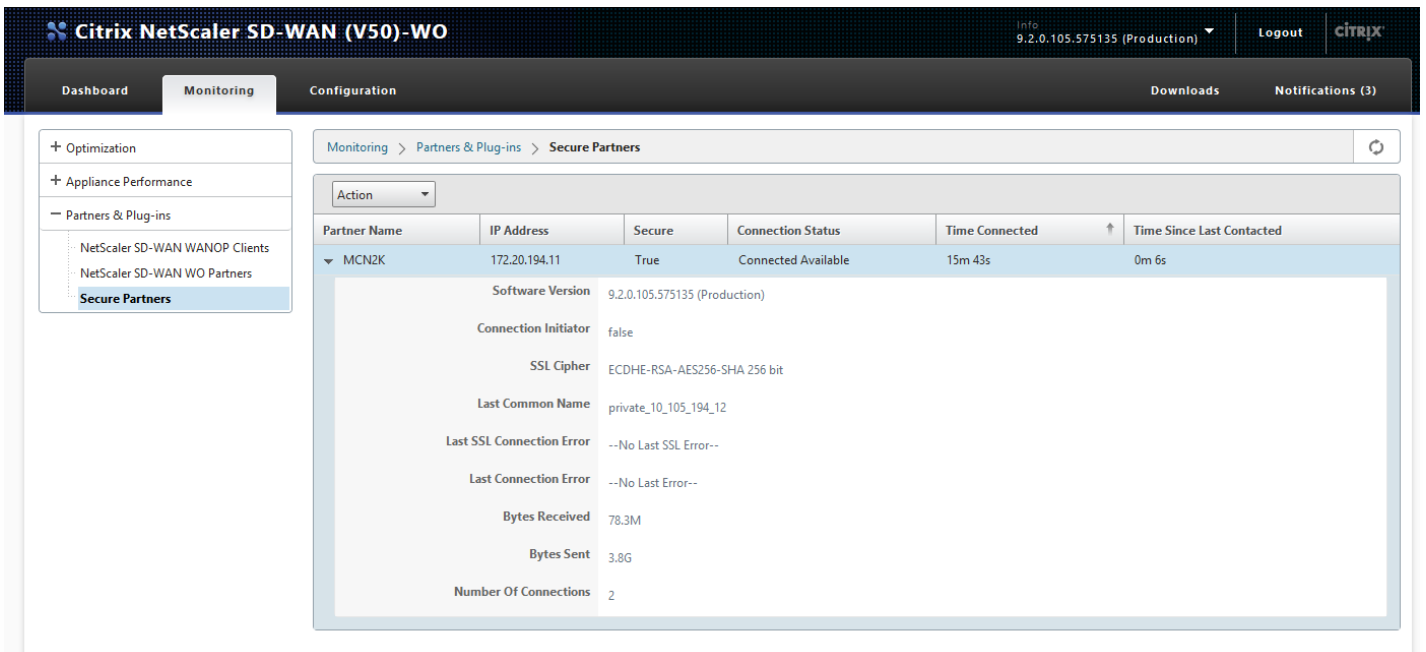 Citrix NetScaler SD-WAN (V50)-WO
Info
9.2.0.105.575135 (Production)
Logout
CITRIX
Dashboard Monitoring Configuration Downloads Notifications (3)
+ Optimization
+ Appliance Performance
− Partners & Plug-ins
NetScaler SD-WAN WANOP Clients
NetScaler SD-WAN WO Partners
Secure Partners
Monitoring > Partners & Plug-ins > Secure Partners
Action
Partner Name IP Address Secure Connection Status Time Connected Time Since Last Contacted
MCN2K 172.20.194.11 True Connected Available 15m 43s 0m 6s
Software Version 9.2.0.105.575135 (Production)
Connection Initiator false
SSL Cipher ECDHE-RSA-AES256-SHA 256 bit
Last Common Name private_10_105_194_12
Last SSL Connection Error --No Last SSL Error--
Last Connection Error --No Last Error--
Bytes Received 78.3M
Bytes Sent 3.8G
Number Of Connections 2